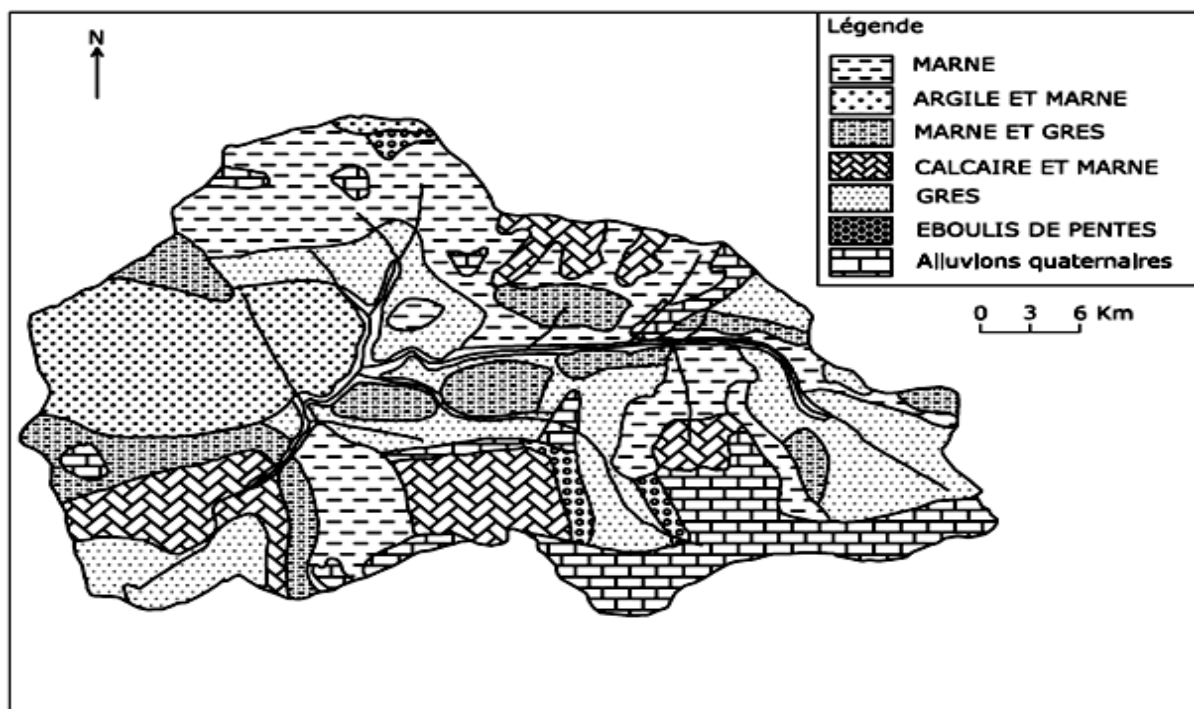 N
Légende
MARNE
ARGILE ET MARNE
MARNE ET GRES
CALCAIRE ET MARNE
GRES
EBOULIS DE PENTES
Alluvions quaternaires
0 3 6 Km